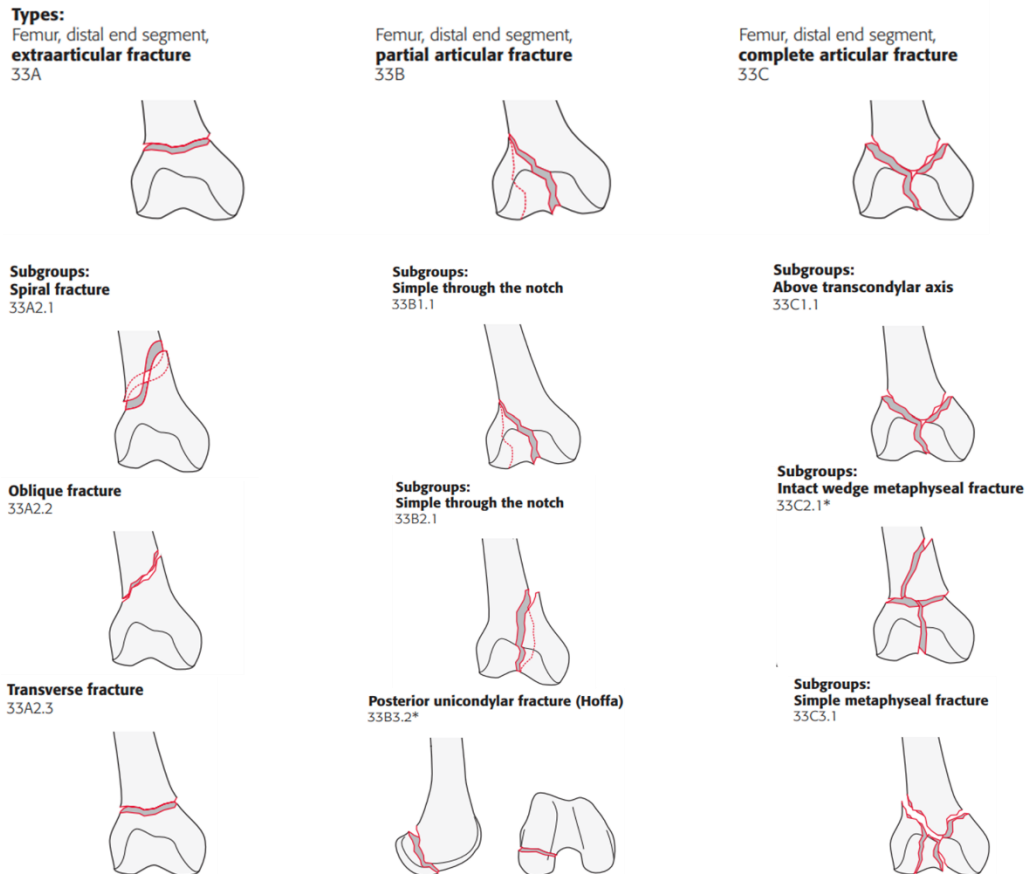 Types:
Femur, distal end segment,
extraarticular fracture
33A
Femur, distal end segment,
partial articular fracture
33B
Femur, distal end segment,
complete articular fracture
33C
Subgroups:
Spiral fracture
33A2.1
Subgroups:
Simple through the notch
33B1.1
Subgroups:
Above transcondylar axis
33C1.1
Oblique fracture
33A2.2
Subgroups:
Simple through the notch
33B2.1
Subgroups:
Intact wedge metaphyseal fracture
33C2.1*
Transverse fracture
33A2.3
Posterior unicondylar fracture (Hoffa)
33B3.2*
Subgroups:
Simple metaphyseal fracture
33C3.1